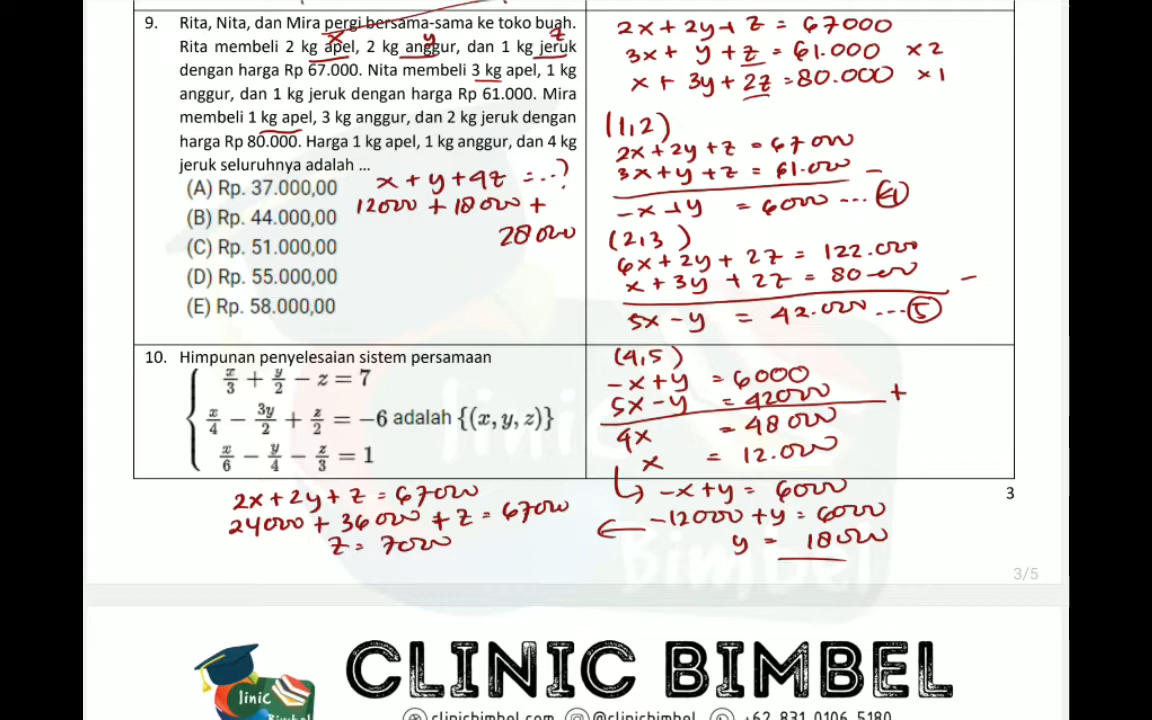 9. Rita, Nita, dan Mira pergi bersama-sama ke toko buah.
Rita membeli 2 kg apel, 2 kg anggur, dan 1 kg jeruk
dengan harga Rp 67.000. Nita membeli 3 kg apel, 1 kg
anggur, dan 1 kg jeruk dengan harga Rp 61.000. Mira
membeli 1 kg apel, 3 kg anggur, dan 2 kg jeruk dengan
harga Rp 80.000. Harga 1 kg apel, 1 kg anggur, dan 4 kg
jeruk seluruhnya adalah ...
x y z
(A) Rp. 37.000,00
(B) Rp. 44.000,00
(C) Rp. 51.000,00
(D) Rp. 55.000,00
(E) Rp. 58.000,00
x + y + 4z = ...?
12000 + 18000 +
28000
2x + 2y + z = 67000
3x + y + z = 61.000 x 2
x + 3y + 2z = 80.000 x 1
(1,2)
2x + 2y + z = 67000
3x + y + z = 61.000 -
-x + y = 6000 ... 4
(2,3)
6x + 2y + 2z = 122.000
x + 3y + 2z = 80.000 -
5x - y = 42.000 ... 5
10. Himpunan penyelesaian sistem persamaan
x/3 + y/2 - z = 7
x/4 - 3y/2 + z/2 = -6 adalah {(x, y, z)}
x/6 - y/4 - z/3 = 1
(4,5)
-x + y = 6000
5x - y = 42000 +
4x = 48000
x = 12.000
-x + y = 6000
-12000 + y = 6000
y = 18000
2x + 2y + z = 67000
24000 + 36000 + z = 67000
z = 7000
3
3/5
linic
Bimbel
CLINIC BIMBEL
linic
Bimbel
clinicbimbel.com @clinicbimbel +62 831 0106 5180